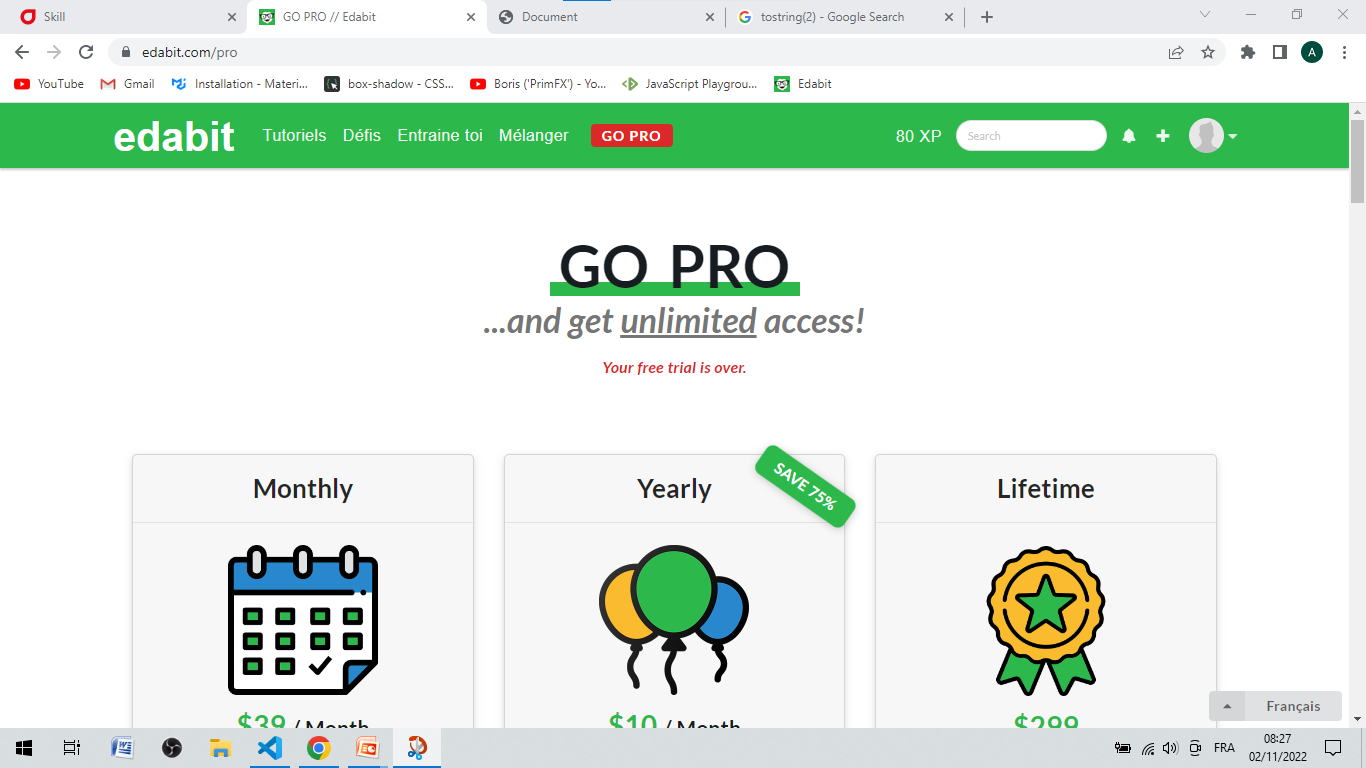 Skill
GO PRO // Edabit
Document
tostring(2) - Google Search
edabit.com/pro
A
YouTube
Gmail
Installation - Materi...
box-shadow - CSS...
Boris ('PrimFX') - Yo...
JavaScript Playgrou...
Edabit
edabit
Tutoriels
Défis
Entraine toi
Mélanger
GO PRO
80 XP
Search
GO PRO
...and get unlimited access!
Your free trial is over.
Monthly
Yearly
SAVE 75%
Lifetime
$39 / Month
$10 / Month
$299
Français
FRA
08:27
02/11/2022